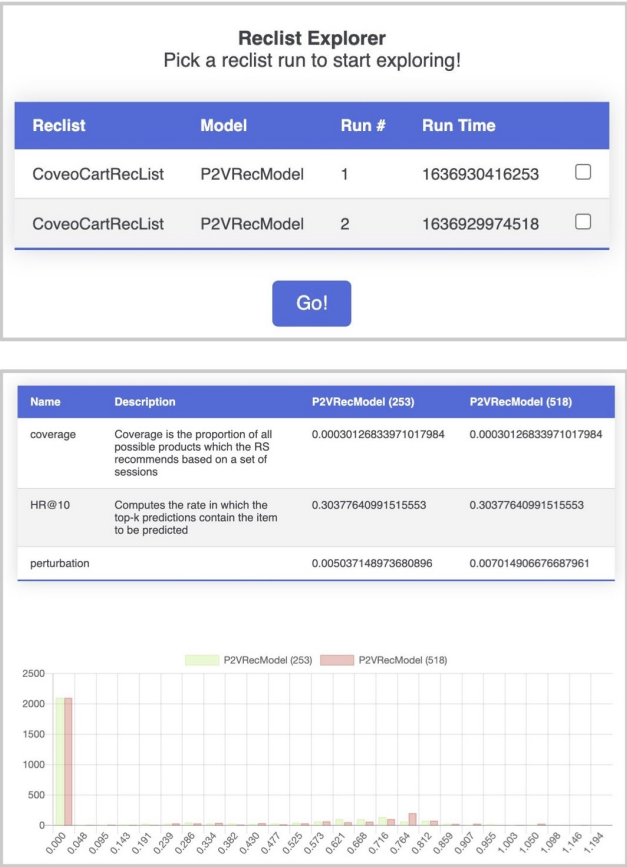 Reclist Explorer
Pick a reclist run to start exploring!
Reclist Model Run # Run Time
CoveoCartRecList P2VRecModel 1 1636930416253
CoveoCartRecList P2VRecModel 2 1636929974518
Go!
Name Description P2VRecModel (253) P2VRecModel (518)
coverage Coverage is the proportion of all 0.00030126833971017984 0.00030126833971017984
possible products which the RS
recommends based on a set of
sessions
HR@10 Computes the rate in which the 0.30377640991515553 0.30377640991515553
top-k predictions contain the item
to be predicted
perturbation 0.005037148973680896 0.007014906676687961
P2VRecModel (253) P2VRecModel (518)
2500
2000
1500
1000
500
0
0.000 0.048 0.095 0.143 0.191 0.239 0.286 0.334 0.382 0.430 0.477 0.525 0.573 0.621 0.668 0.716 0.764 0.812 0.859 0.907 0.955 1.003 1.050 1.098 1.146 1.194